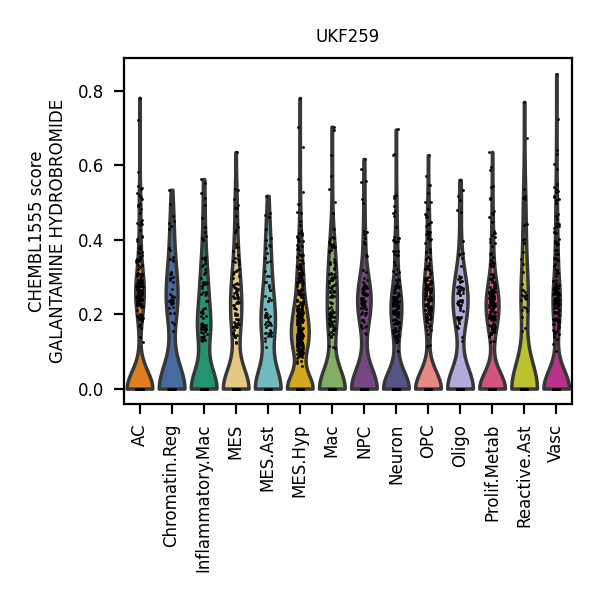 UKF259
CHEMBL1555 score
GALANTAMINE HYDROBROMIDE
0.8
0.6
0.4
0.2
0.0
AC
Chromatin.Reg
Inflammatory.Mac
MES
MES.Ast
MES.Hyp
Mac
NPC
Neuron
OPC
Oligo
Prolif.Metab
Reactive.Ast
Vasc